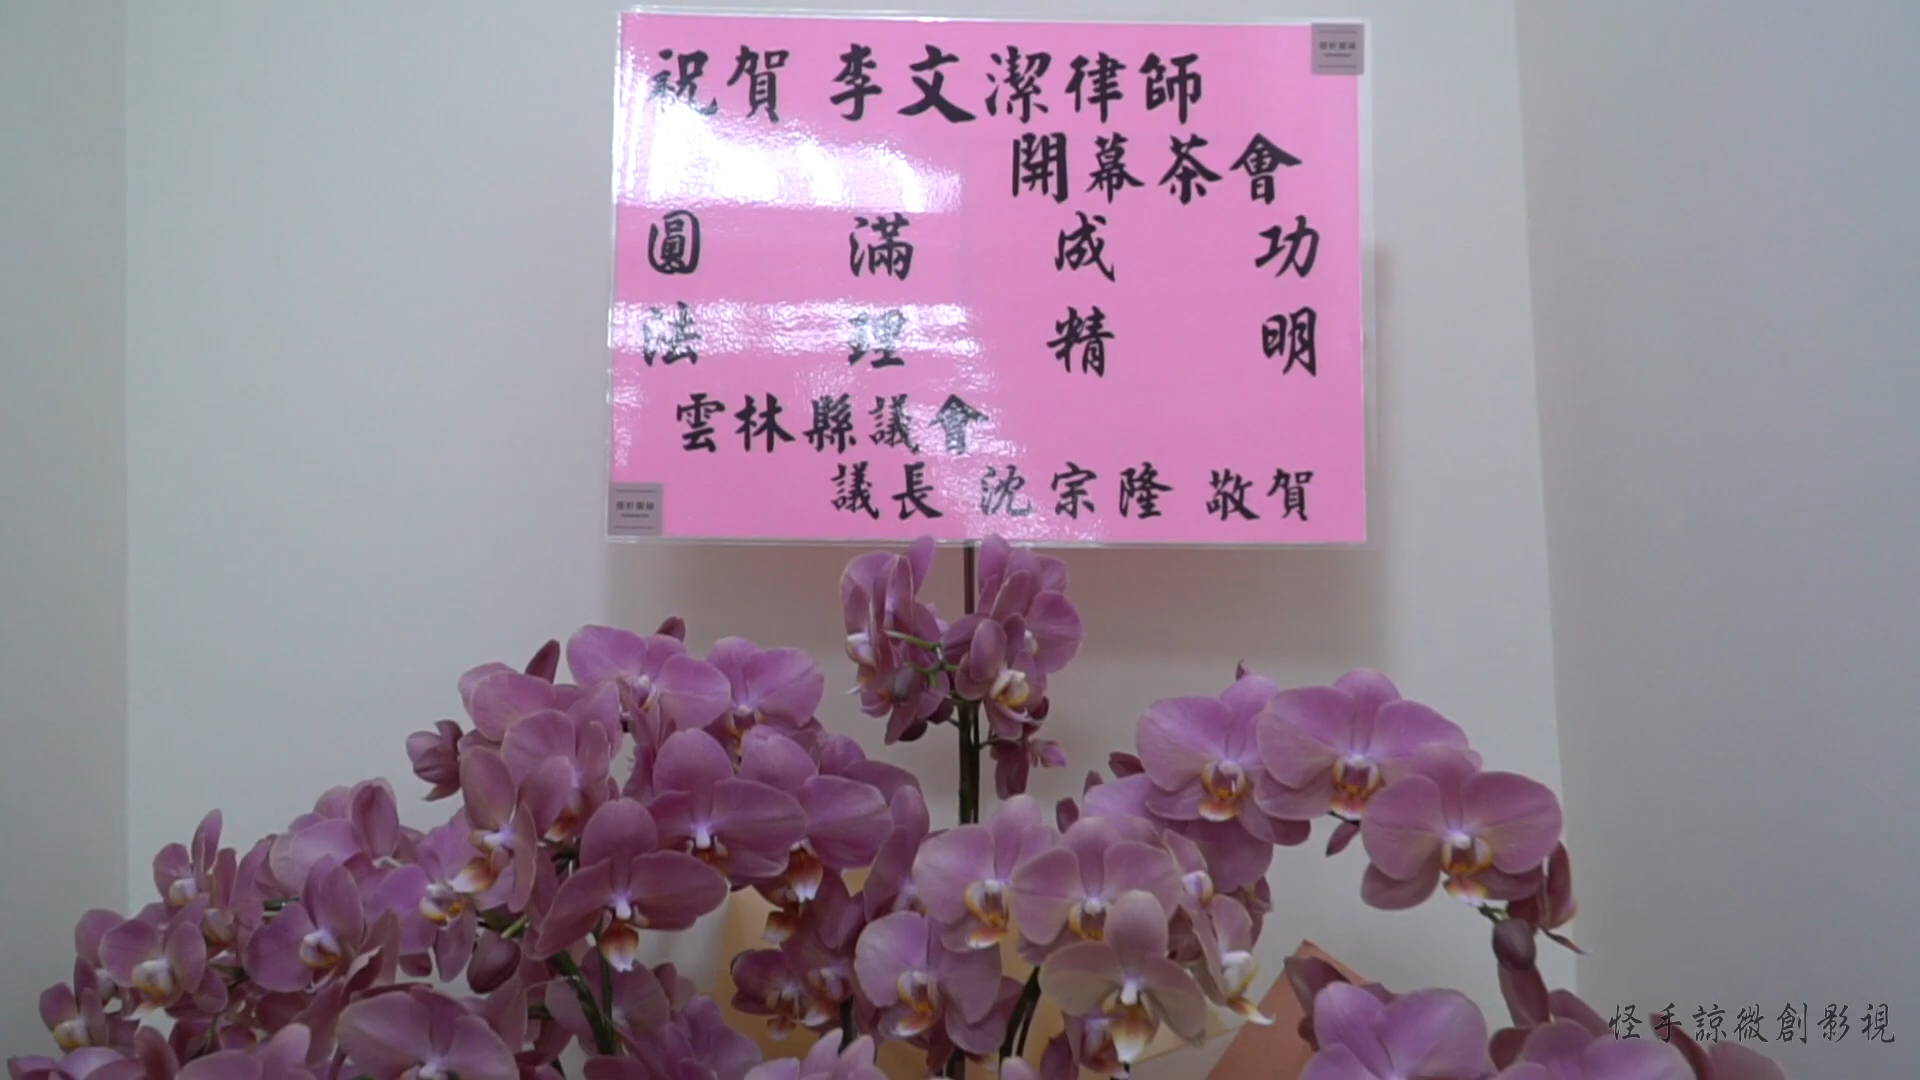 祝賀 李文潔律師
開幕茶會
圓滿成功
法理精明
雲林縣議會
議長 沈宗隆 敬賀
怪手諒微創影視